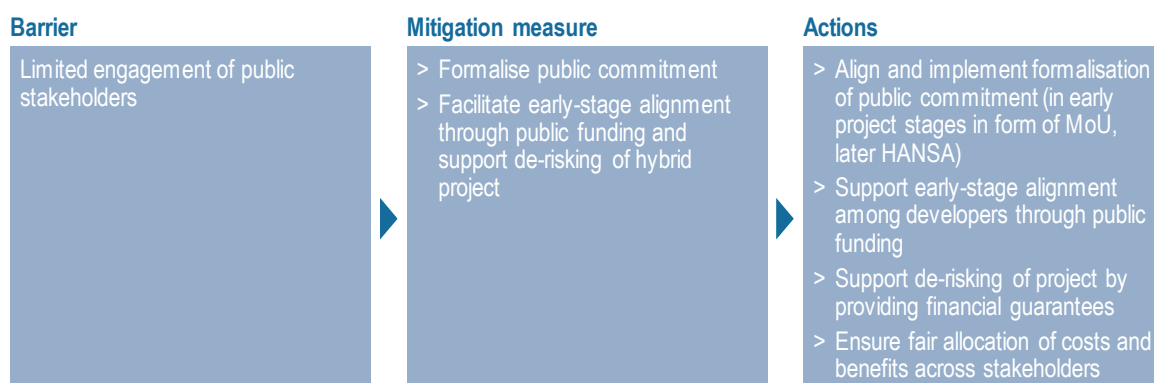 Barrier
Limited engagement of public
stakeholders
Mitigation measure
> Formalise public commitment
> Facilitate early-stage alignment
through public funding and
support de-risking of hybrid
project
Actions
> Align and implement formalisation
of public commitment (in early
project stages in form of MoU,
later HANSA)
> Support early-stage alignment
among developers through public
funding
> Support de-risking of project by
providing financial guarantees
> Ensure fair allocation of costs and
benefits across stakeholders